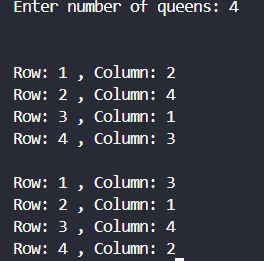 Enter number of queens: 4
Row: 1 , Column: 2
Row: 2 , Column: 4
Row: 3 , Column: 1
Row: 4 , Column: 3
Row: 1 , Column: 3
Row: 2 , Column: 1
Row: 3 , Column: 4
Row: 4 , Column: 2